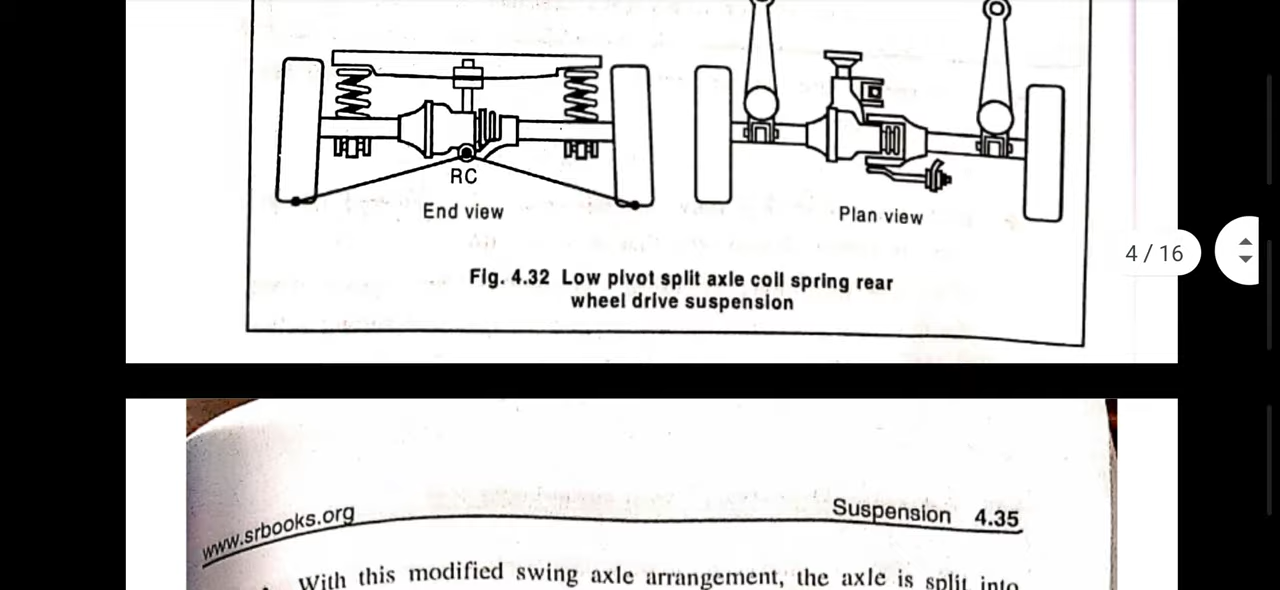 RC
End view
Plan view
4 / 16
Fig. 4.32 Low pivot split axle coil spring rear
wheel drive suspension
www.srbooks.org
Suspension 4.35
With this modified swing axle arrangement, the axle is split into